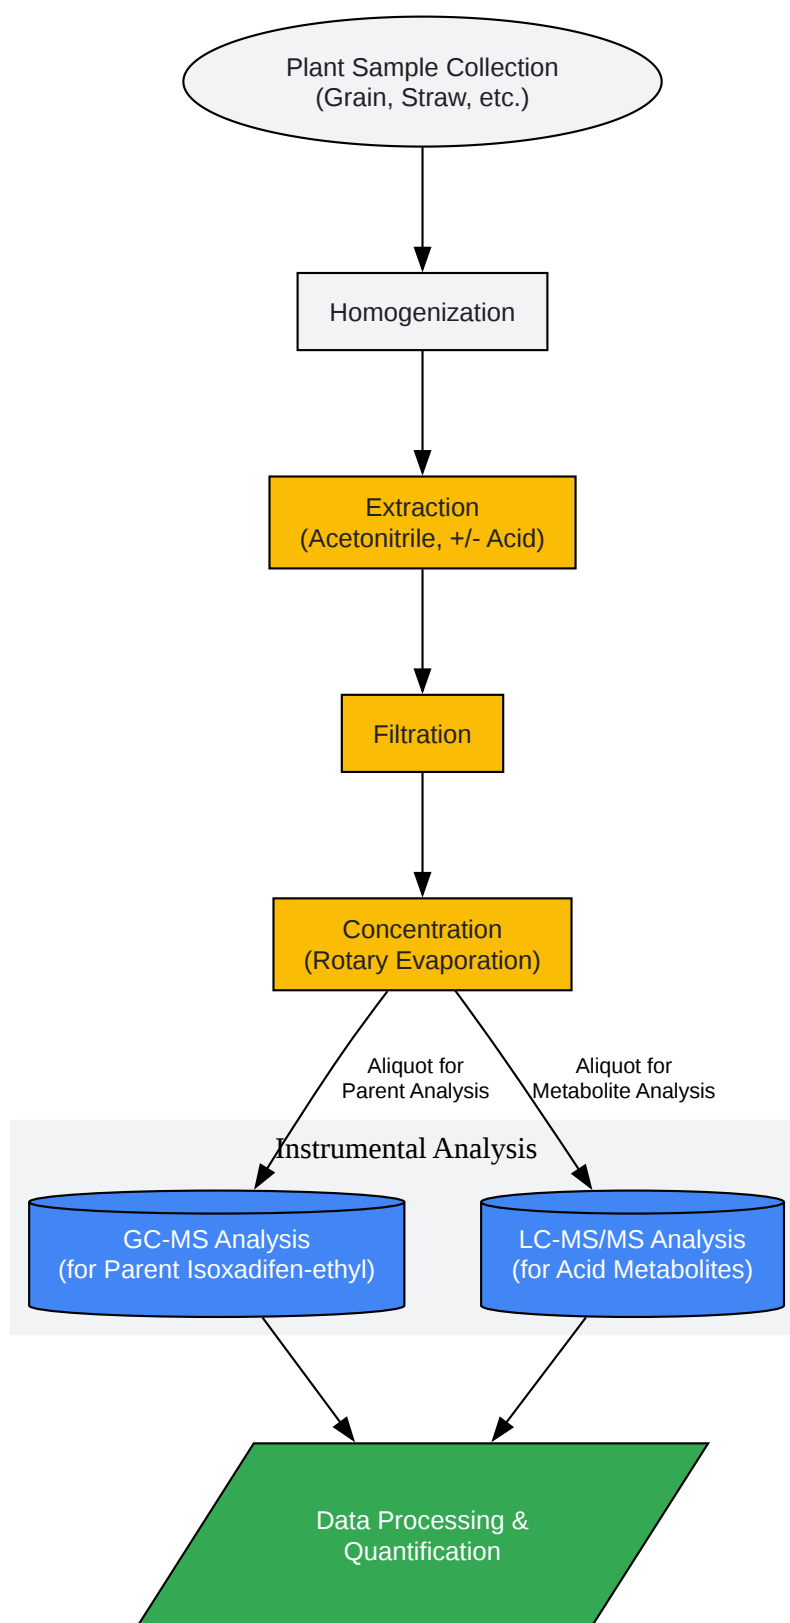 Plant Sample Collection
(Grain, Straw, etc.)
Homogenization
Extraction
(Acetonitrile, +/- Acid)
Filtration
Concentration
(Rotary Evaporation)
Aliquot for
Parent Analysis
Aliquot for
Metabolite Analysis
Instrumental Analysis
GC-MS Analysis
(for Parent Isoxadifen-ethyl)
LC-MS/MS Analysis
(for Acid Metabolites)
Data Processing &
Quantification